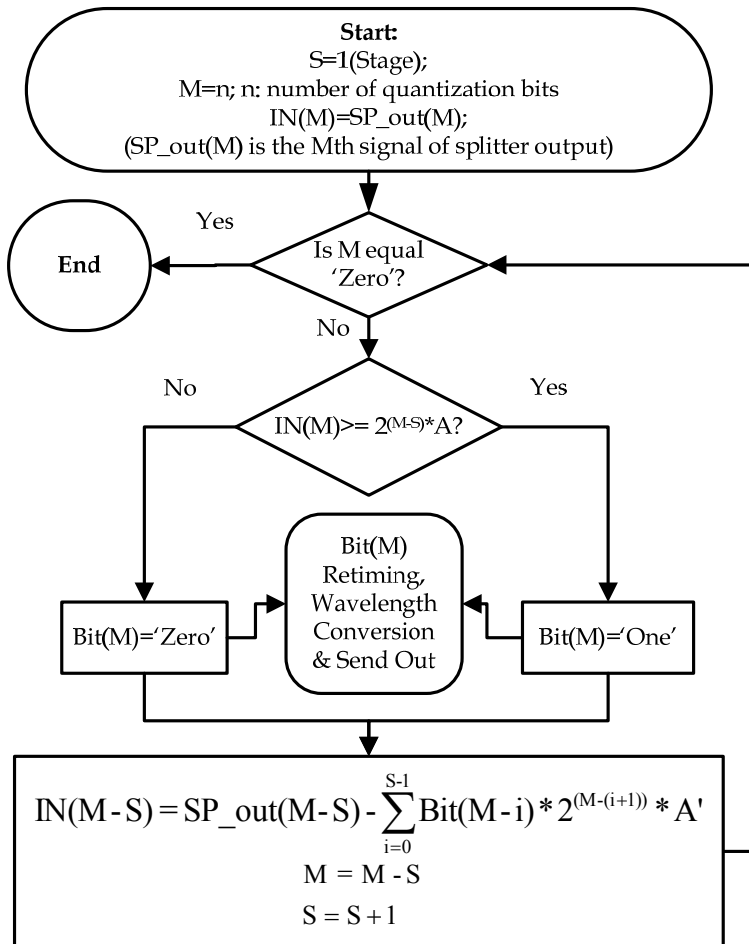 Start:
S=1(Stage);
M=n; n: number of quantization bits
IN(M)=SP_out(M);
(SP_out(M) is the Mth signal of splitter output)
Yes
End
Is M equal
‘Zero’?
No
No
Yes
IN(M)>= 2^(M-S)*A?
Bit(M)
Retiming,
Wavelength
Conversion
& Send Out
Bit(M)=‘Zero’
Bit(M)=‘One’
IN(M-S) = SP_out(M-S) - ∑_{i=0}^{S-1} Bit(M-i) * 2^(M-(i+1)) * A'
M = M - S
S = S + 1